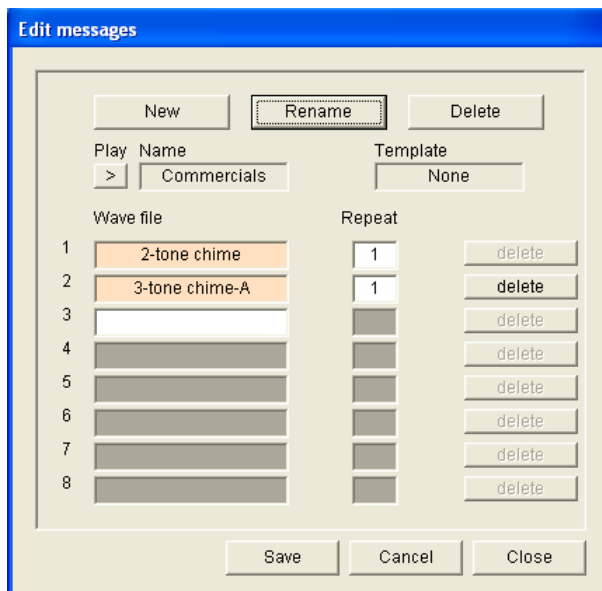 Edit messages
New Rename Delete
Play Name Template
> Commercials None
Wave file Repeat
1 2-tone chime 1 delete
2 3-tone chime-A 1 delete
3 delete
4 delete
5 delete
6 delete
7 delete
8 delete
Save Cancel Close